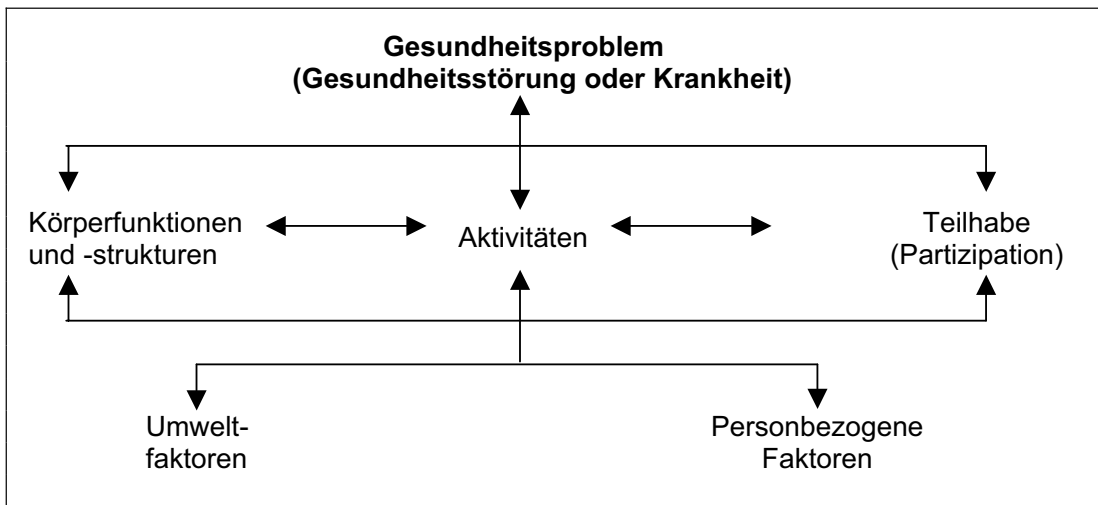 Gesundheitsproblem
(Gesundheitsstörung oder Krankheit)
Körperfunktionen
und -strukturen
Aktivitäten
Teilhabe
(Partizipation)
Umwelt-
faktoren
Personbezogene
Faktoren